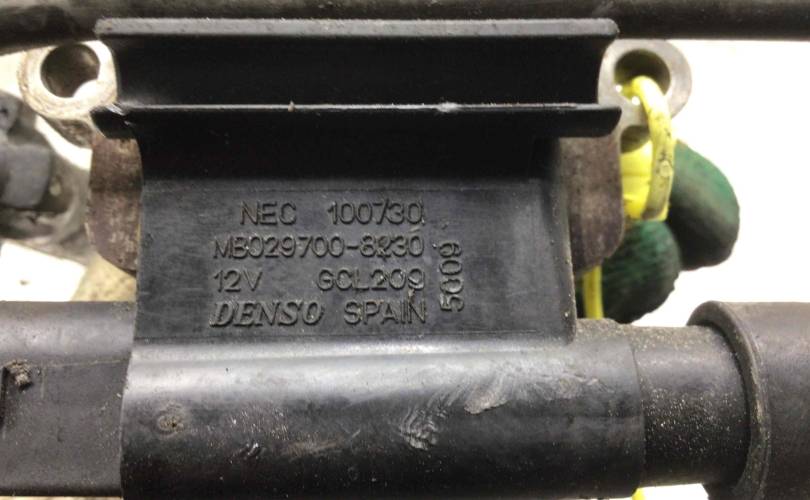 NEC 100730
MB029700-8230
12V GCL209
DENSO SPAIN
5009